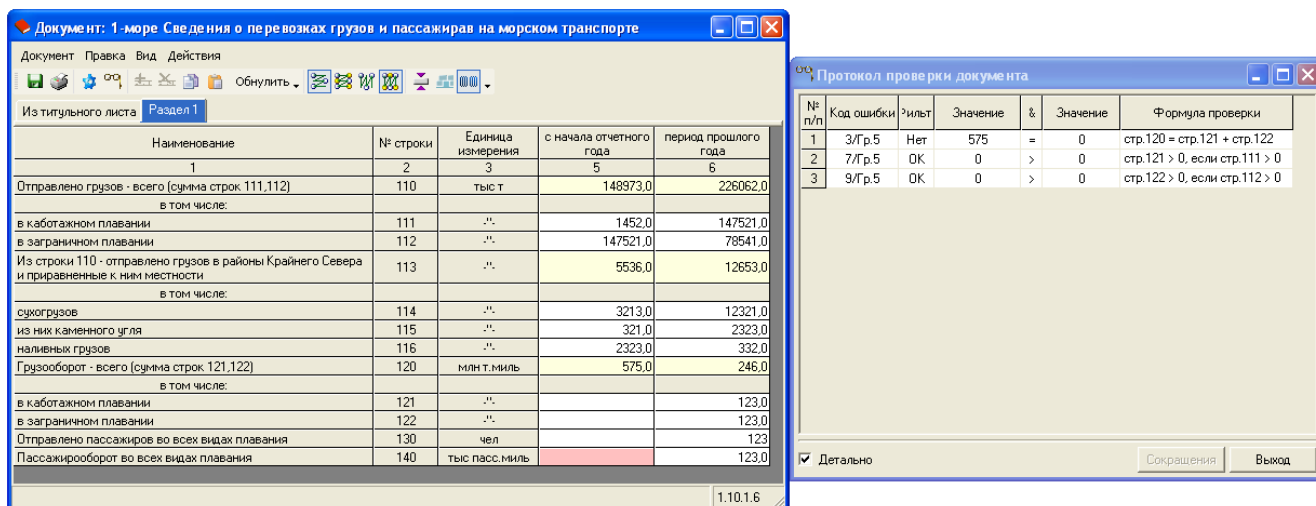 Документ: 1-море Сведения о перевозках грузов и пассажирав на морском транспорте
Документ Правка Вид Действия
Обнулить
Из титульного листа Раздел 1
Наименование № строки Единица измерения с начала отчетного года период прошлого года
1 2 3 5 6
Отправлено грузов - всего (сумма строк 111,112) 110 тыс т 148973,0 226062,0
в том числе:
в каботажном плавании 111 -"- 1452,0 147521,0
в заграничном плавании 112 -"- 147521,0 78541,0
Из строки 110 - отправлено грузов в районы Крайнего Севера
и приравненные к ним местности 113 -"- 5536,0 12653,0
в том числе:
сухогрузов 114 -"- 3213,0 12321,0
из них каменного угля 115 -"- 321,0 2323,0
наливных грузов 116 -"- 2323,0 332,0
Грузооборот - всего (сумма строк 121,122) 120 млн т.миль 575,0 246,0
в том числе:
в каботажном плавании 121 -"- 123,0
в заграничном плавании 122 -"- 123,0
Отправлено пассажиров во всех видах плавания 130 чел 123
Пассажирооборот во всех видах плавания 140 тыс пасс.миль 123,0
1.10.1.6
Протокол проверки документа
№ п/п Код ошибки Значение & Значение Формула проверки
1 3/Гр.5 Нет 575 = 0 стр.120 = стр.121 + стр.122
2 7/Гр.5 OK 0 > 0 стр.121 > 0, если стр.111 > 0
3 9/Гр.5 OK 0 > 0 стр.122 > 0, если стр.112 > 0
Детально Сокращения Выход